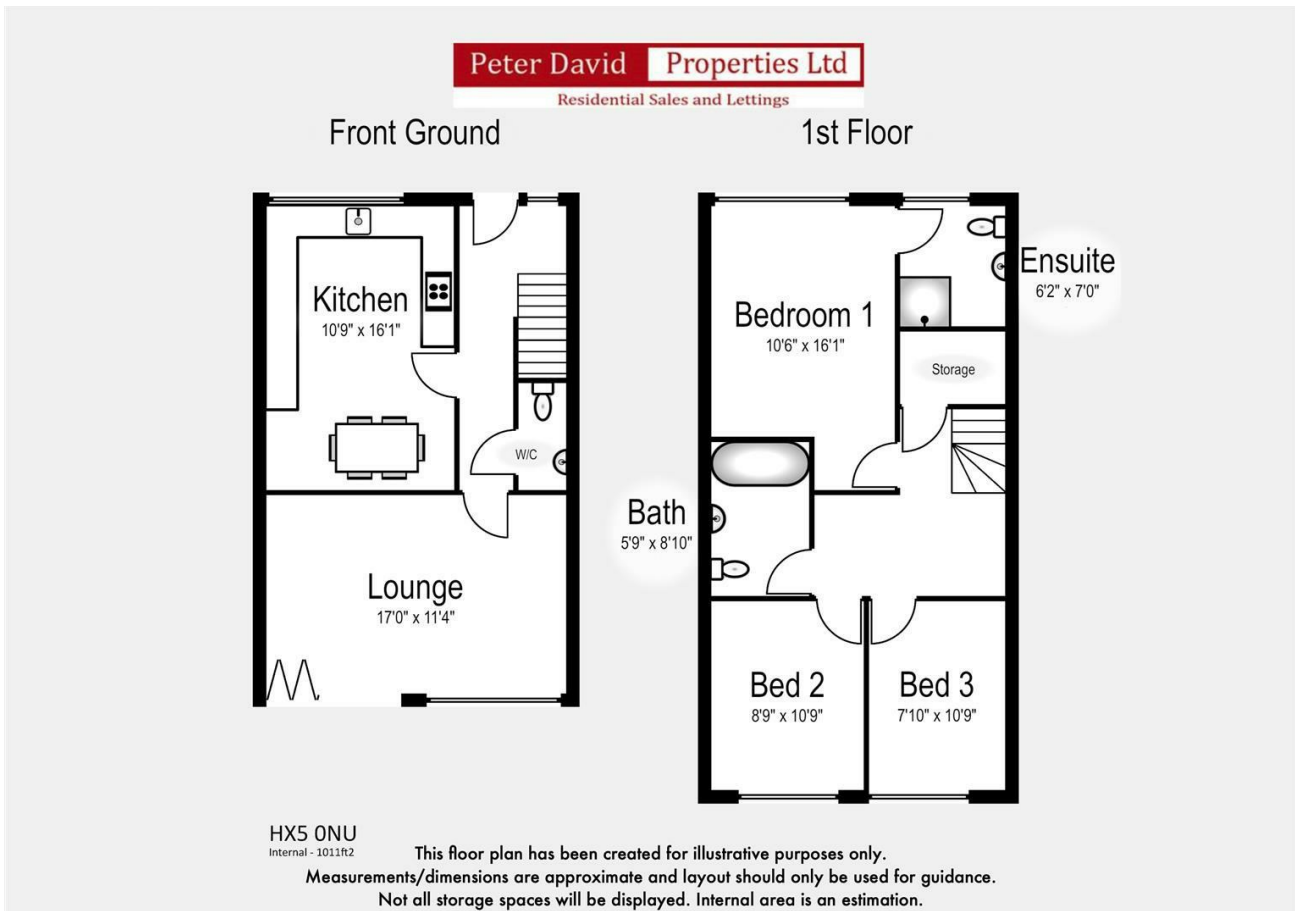 Peter David Properties Ltd
Residential Sales and Lettings
Front Ground
1st Floor
Kitchen
10'9" x 16'1"
W/C
Lounge
17'0" x 11'4"
Bedroom 1
10'6" x 16'1"
Ensuite
6'2" x 7'0"
Storage
Bath
5'9" x 8'10"
Bed 2
8'9" x 10'9"
Bed 3
7'10" x 10'9"
HX5 0NU
Internal - 1011ft2
This floor plan has been created for illustrative purposes only.
Measurements/dimensions are approximate and layout should only be used for guidance.
Not all storage spaces will be displayed. Internal area is an estimation.